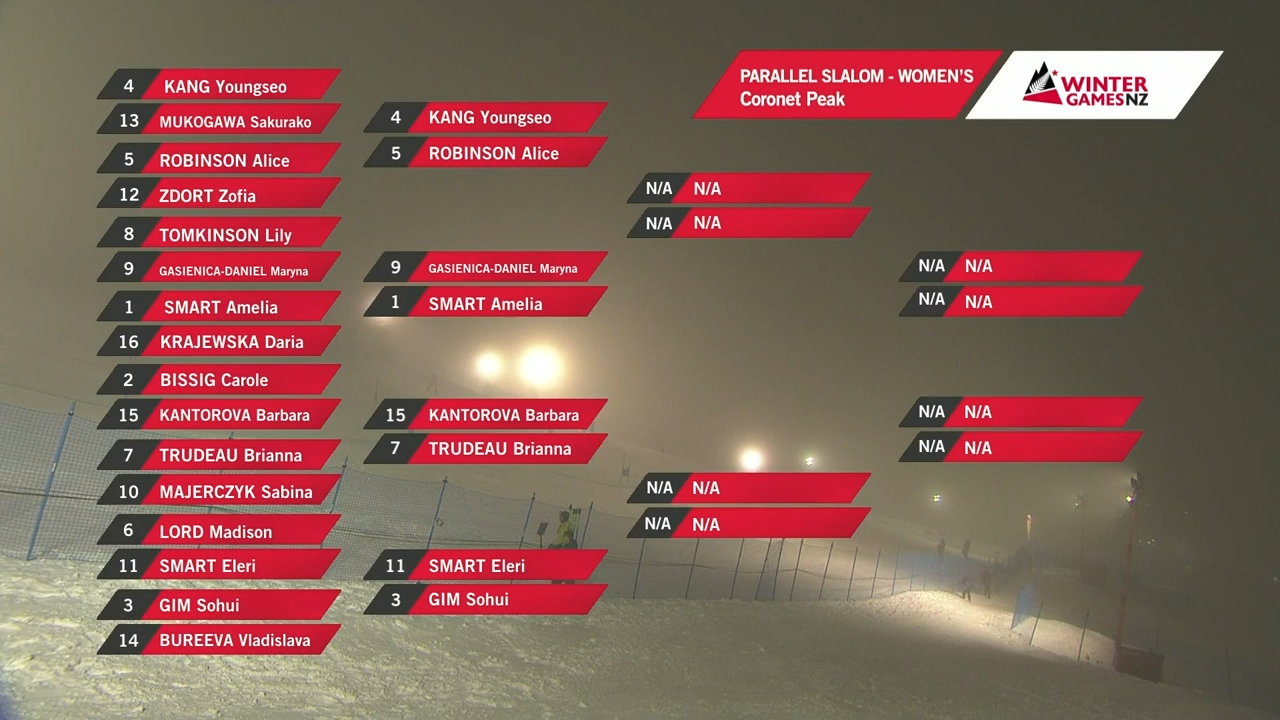 PARALLEL SLALOM - WOMEN'S
Coronet Peak
WINTER
GAMESNZ
4 KANG Youngseo
13 MUKOGAWA Sakurako
5 ROBINSON Alice
12 ZDORT Zofia
8 TOMKINSON Lily
9 GASIENICA-DANIEL Maryna
1 SMART Amelia
16 KRAJEWSKA Daria
2 BISSIG Carole
15 KANTOROVA Barbara
7 TRUDEAU Brianna
10 MAJERCZYK Sabina
6 LORD Madison
11 SMART Eleri
3 GIM Sohui
14 BUREEVA Vladislava
4 KANG Youngseo
5 ROBINSON Alice
9 GASIENICA-DANIEL Maryna
1 SMART Amelia
15 KANTOROVA Barbara
7 TRUDEAU Brianna
11 SMART Eleri
3 GIM Sohui
N/A N/A
N/A N/A
N/A N/A
N/A N/A
N/A N/A
N/A N/A
N/A N/A
N/A N/A